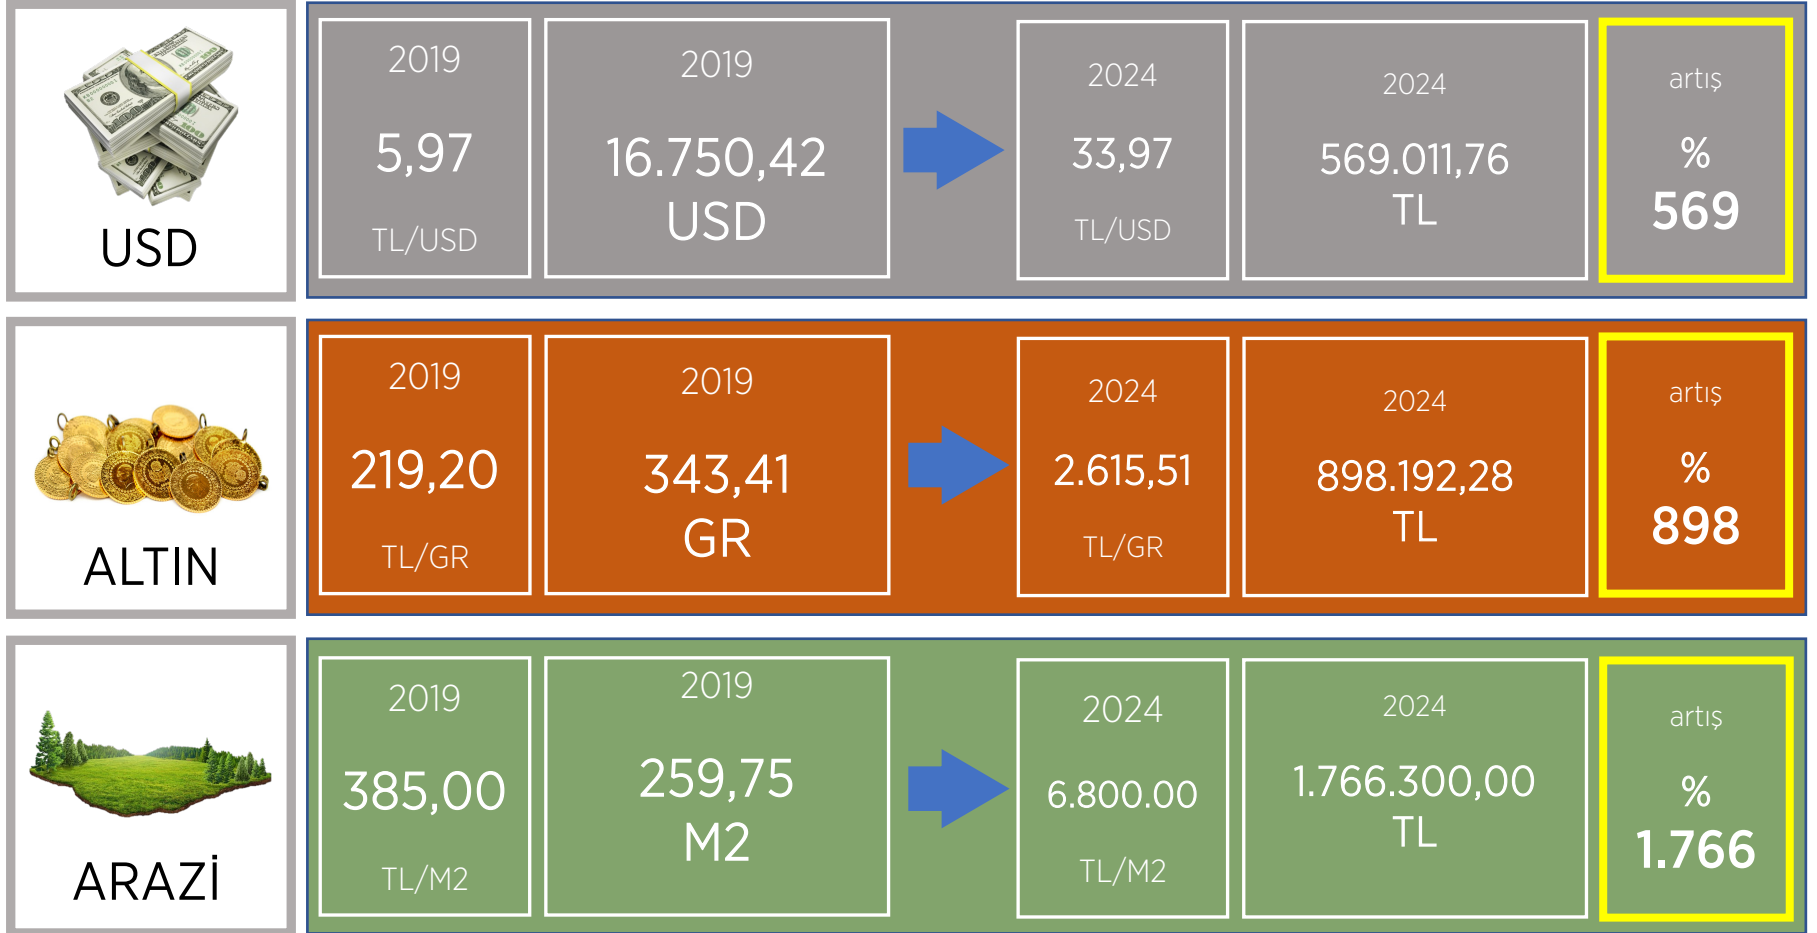 USD
2019
5,97
TL/USD
2019
16.750,42
USD
2024
33,97
TL/USD
2024
569.011,76
TL
artış
%
569
ALTIN
2019
219,20
TL/GR
2019
343,41
GR
2024
2.615,51
TL/GR
2024
898.192,28
TL
artış
%
898
ARAZİ
2019
385,00
TL/M2
2019
259,75
M2
2024
6.800.00
TL/M2
2024
1.766.300,00
TL
artış
%
1.766